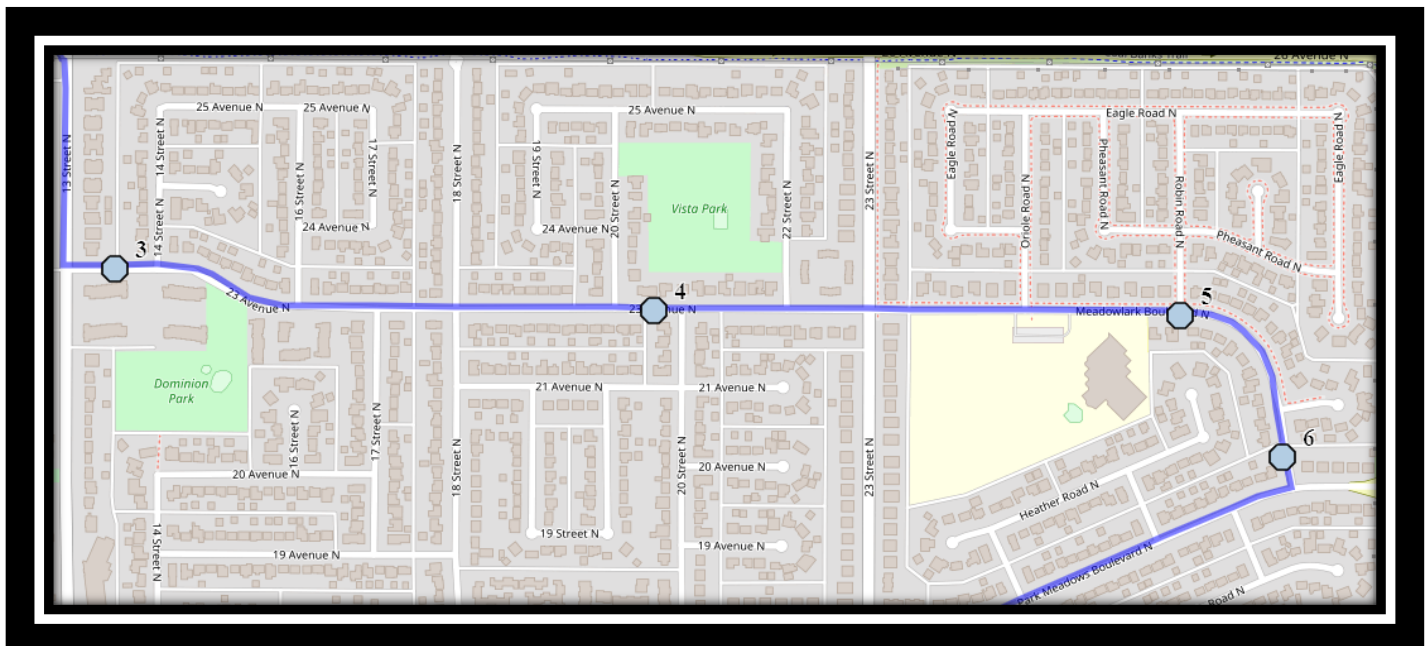 26 Avenue N
25 Avenue N
25 Avenue N
25 Avenue N
Eagle Road N
13 Street N
14 Street N
17 Street N
18 Street N
19 Street N
23 Street N
Eagle Road N
Pheasant Road N
Eagle Road N
16 Street N
20 Street N
Vista Park
22 Street N
Oriole Road N
Robin Road N
14 Street N
24 Avenue N
24 Avenue N
Pheasant Road N
3
4
5
23 Avenue N
Meadowlark
N
21 Avenue N
21 Avenue N
Dominion
Park
16 Street N
17 Street N
18 Street N
20 Street N
23 Street N
6
20 Avenue N
20 Avenue N
Heather Road N
14 Street N
19 Street N
19 Avenue N
19 Avenue N
Park Meadows Boulevard N
Road N